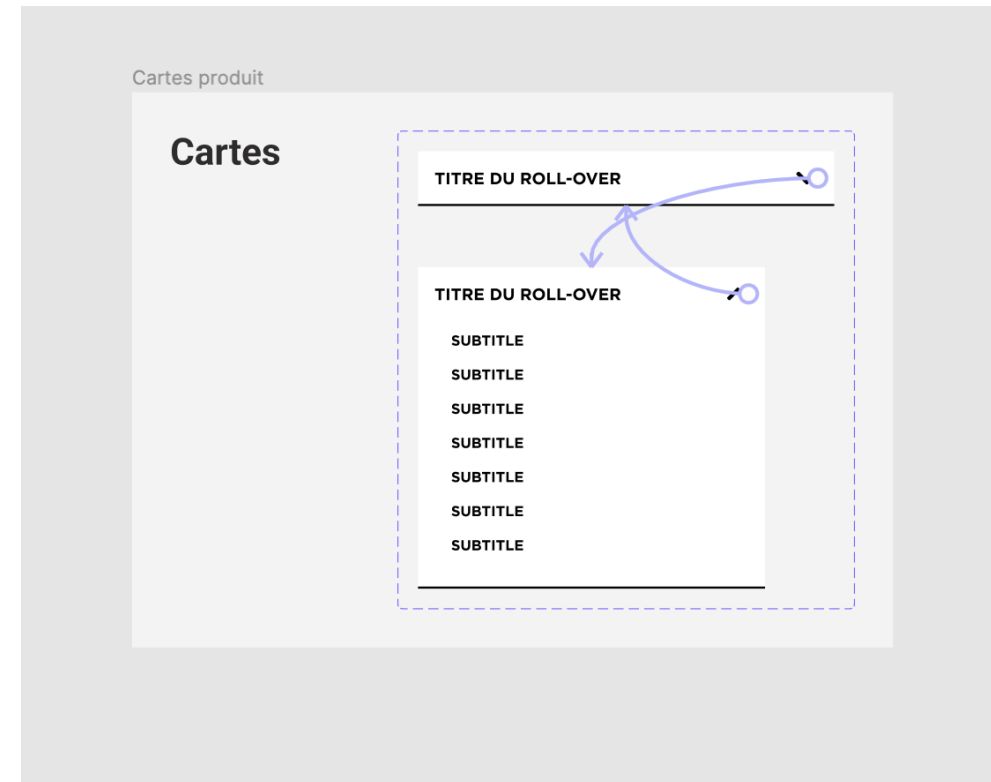 Cartes produit
Cartes
TITRE DU ROLL-OVER
TITRE DU ROLL-OVER
SUBTITLE
SUBTITLE
SUBTITLE
SUBTITLE
SUBTITLE
SUBTITLE
SUBTITLE